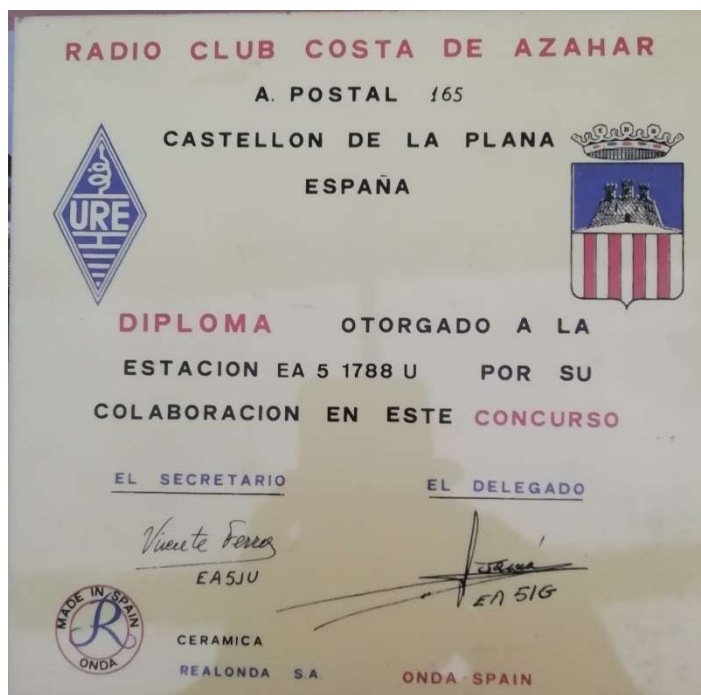 RADIO CLUB COSTA DE AZAHAR
A. POSTAL 165
CASTELLON DE LA PLANA
ESPAÑA
URE
DIPLOMA OTORGADO A LA
ESTACION EA 5 1788 U POR SU
COLABORACION EN ESTE CONCURSO
EL SECRETARIO EL DELEGADO
Vicente
EA5JU
EA 5IG
MADE IN SPAIN
R
ONDA
CERAMICA
REALONDA S.A. ONDA SPAIN